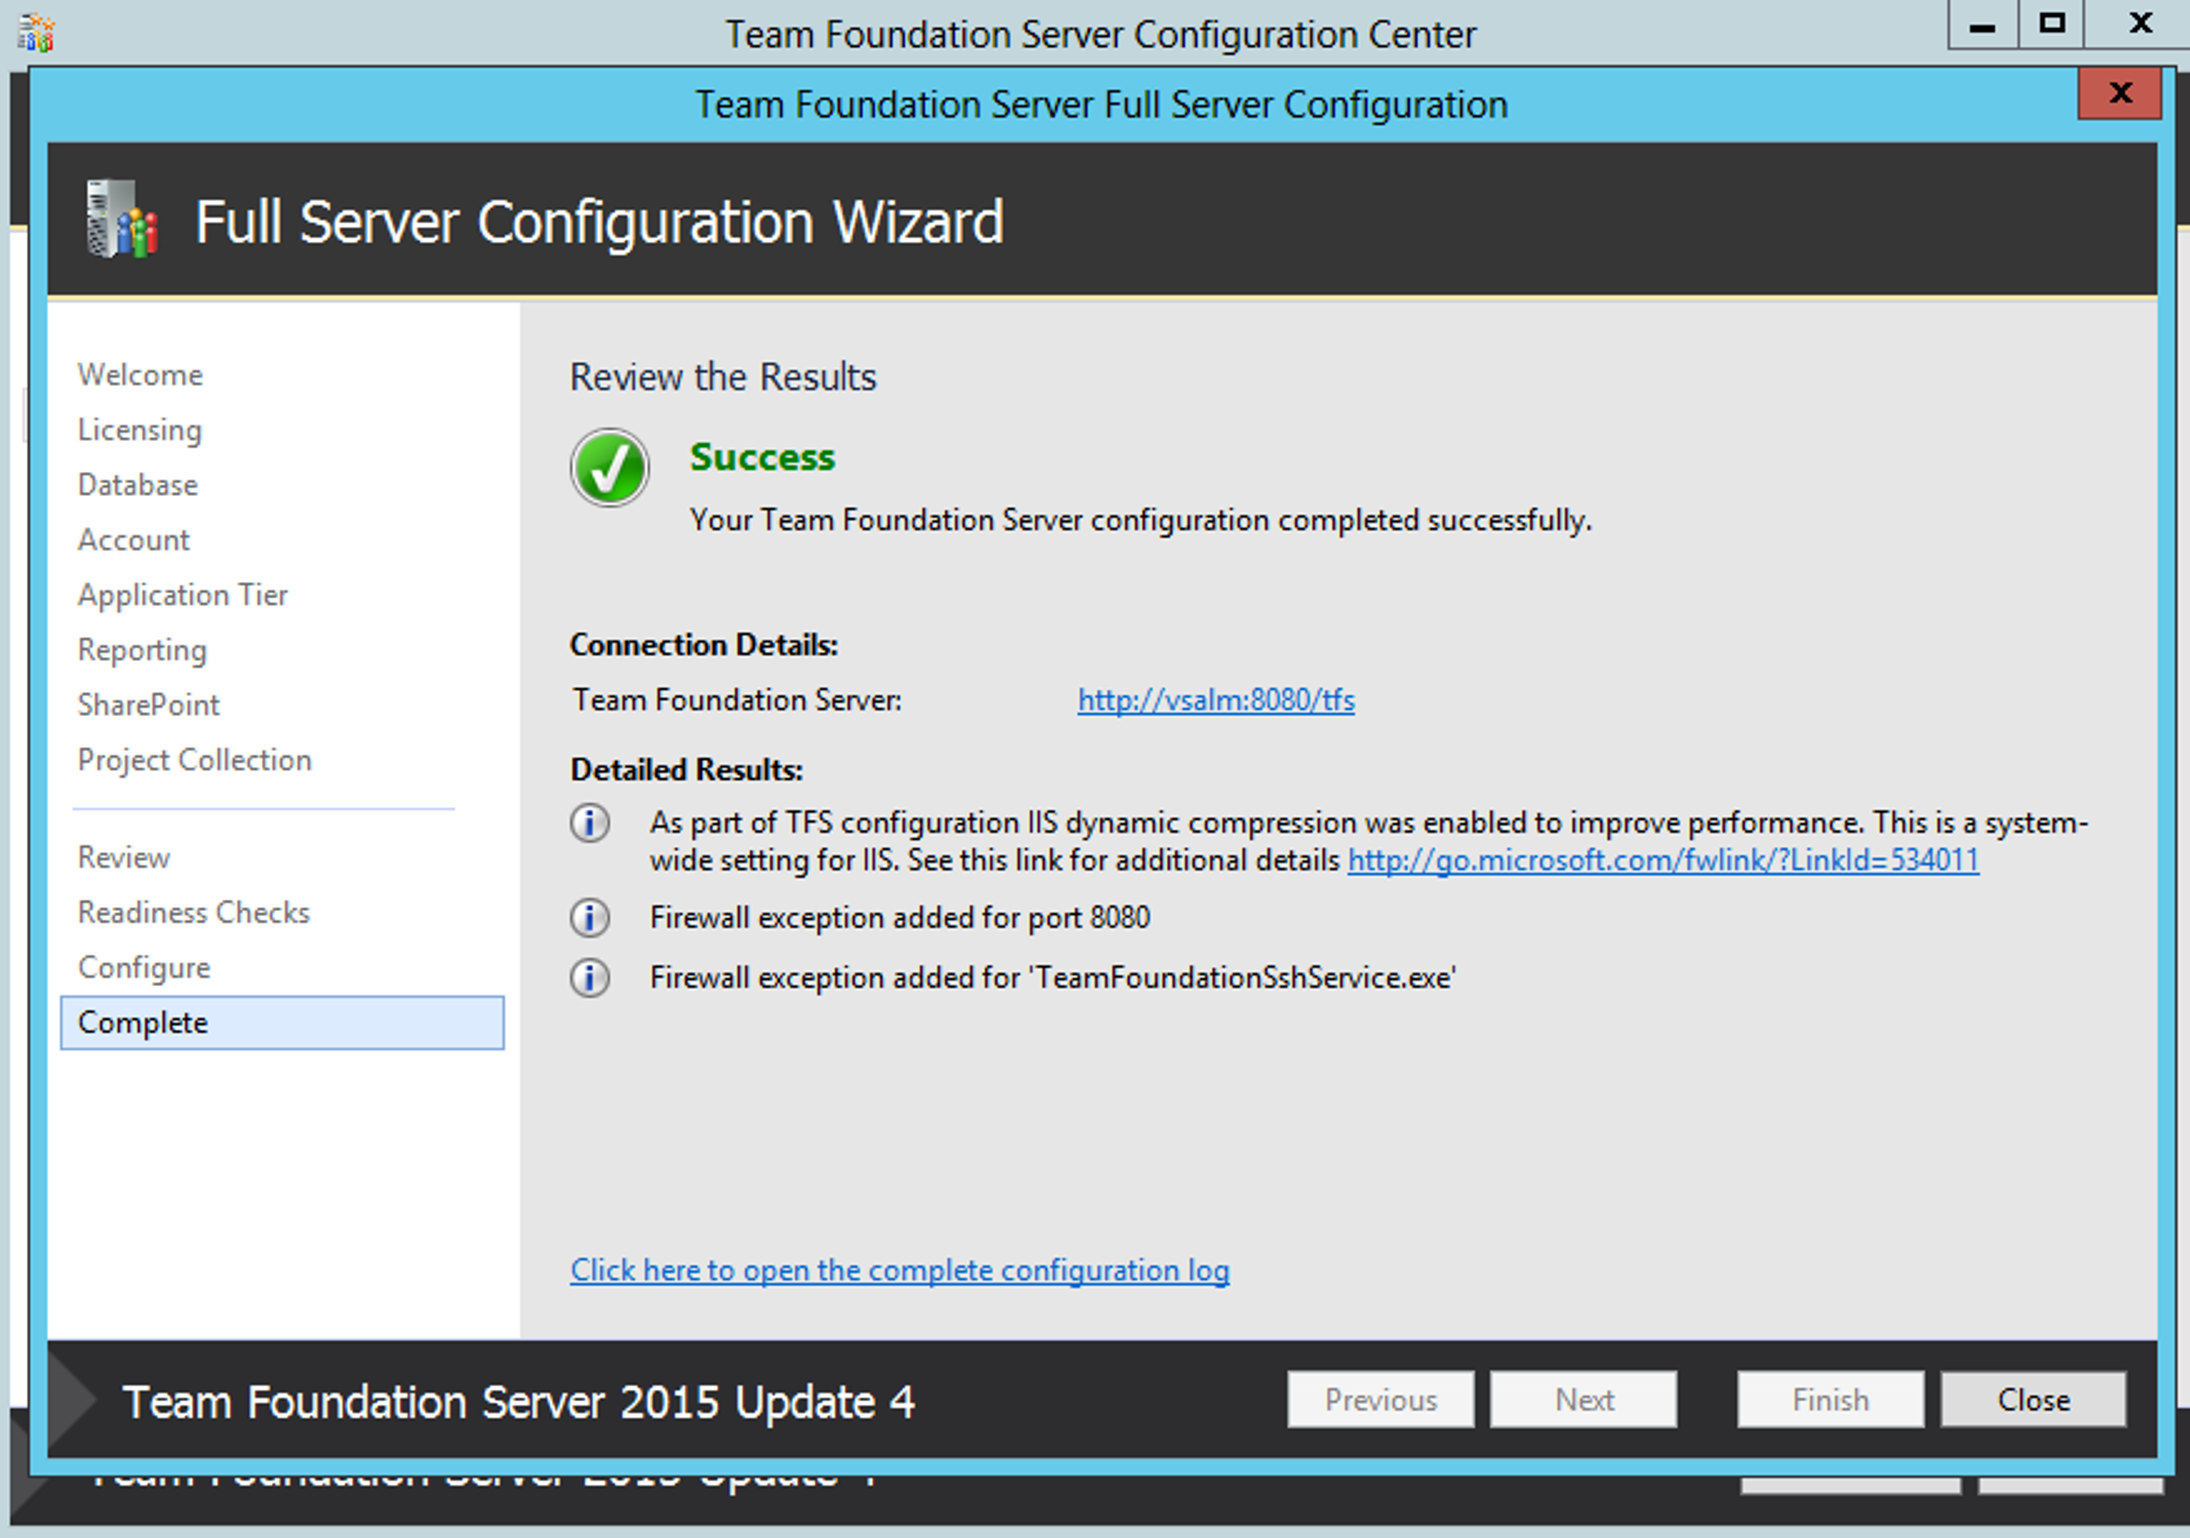 Team Foundation Server Configuration Center
Team Foundation Server Full Server Configuration
Full Server Configuration Wizard
Welcome
Licensing
Database
Account
Application Tier
Reporting
SharePoint
Project Collection
Review
Readiness Checks
Configure
Complete
Review the Results
Success
Your Team Foundation Server configuration completed successfully.
Connection Details:
Team Foundation Server: http://vsalm:8080/tfs
Detailed Results:
As part of TFS configuration IIS dynamic compression was enabled to improve performance. This is a system-
wide setting for IIS. See this link for additional details http://go.microsoft.com/fwlink/?LinkId=534011
Firewall exception added for port 8080
Firewall exception added for 'TeamFoundationSshService.exe'
Click here to open the complete configuration log
Team Foundation Server 2015 Update 4
Previous Next Finish Close
Team Foundation Server 2015 Update 4